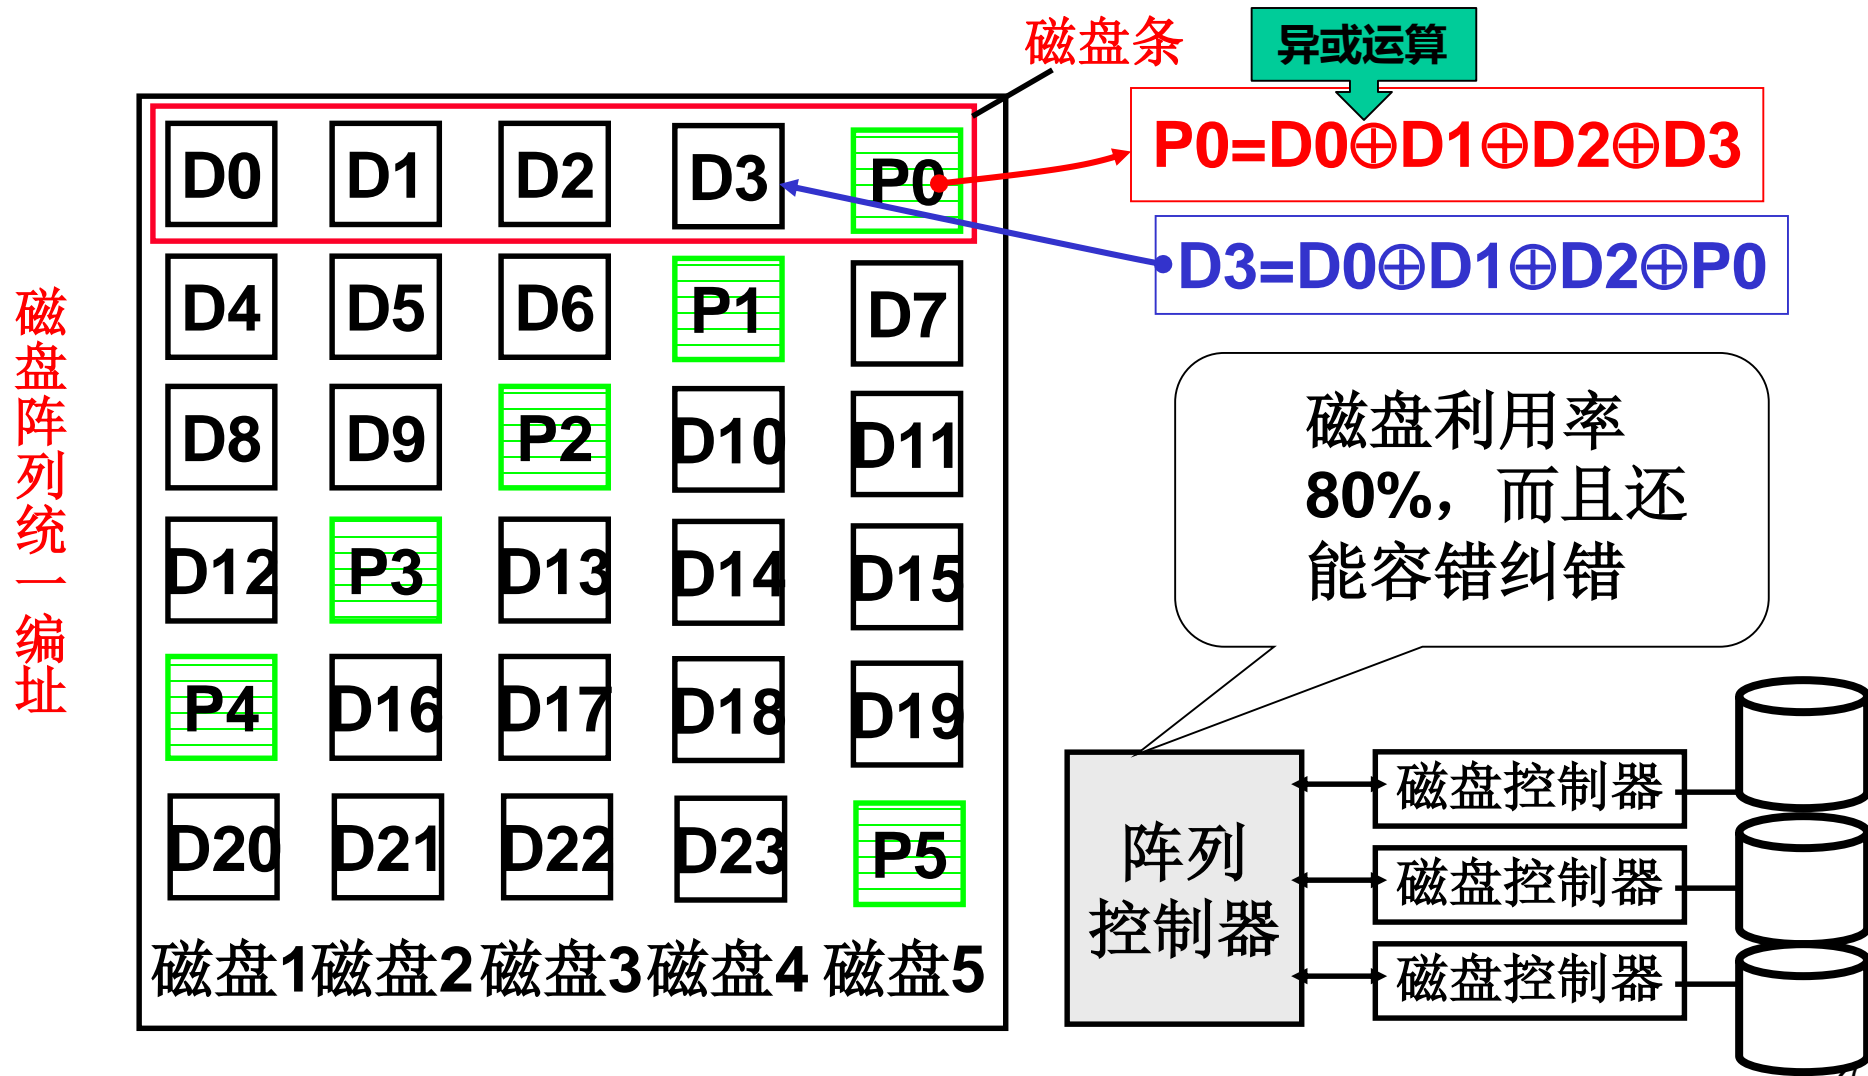 磁盘条
异或运算
P0=D0⊕D1⊕D2⊕D3
D0 D1 D2 D3 P0
D3=D0⊕D1⊕D2⊕P0
D4 D5 D6 P1 D7
磁盘阵列统一编址
D8 D9 P2 D10 D11
磁盘利用率
80%，而且还
能容错纠错
D12 P3 D13 D14 D15
P4 D16 D17 D18 D19
D20 D21 D22 D23 P5
磁盘1 磁盘2 磁盘3 磁盘4 磁盘5
阵列
控制器
磁盘控制器
磁盘控制器
磁盘控制器